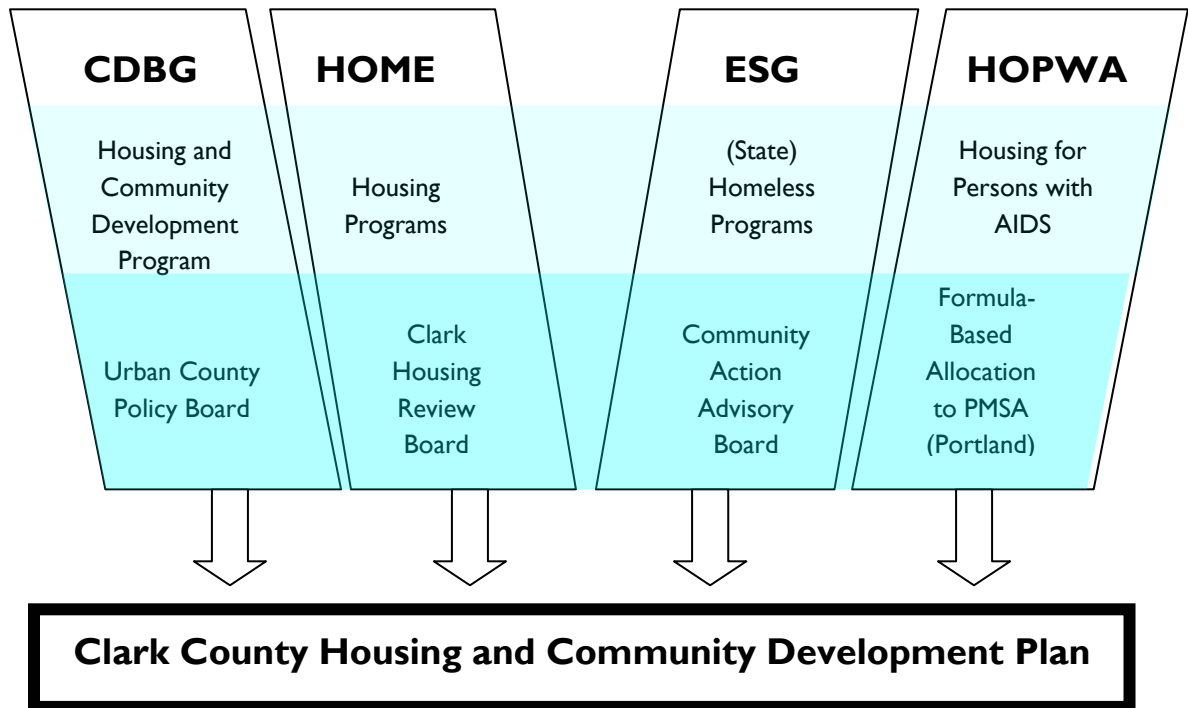 CDBG
Housing and
Community
Development
Program
Urban County
Policy Board
HOME
Housing
Programs
Clark
Housing
Review
Board
ESG
(State)
Homeless
Programs
Community
Action
Advisory
Board
HOPWA
Housing for
Persons with
AIDS
Formula-
Based
Allocation
to PMSA
(Portland)
Clark County Housing and Community Development Plan